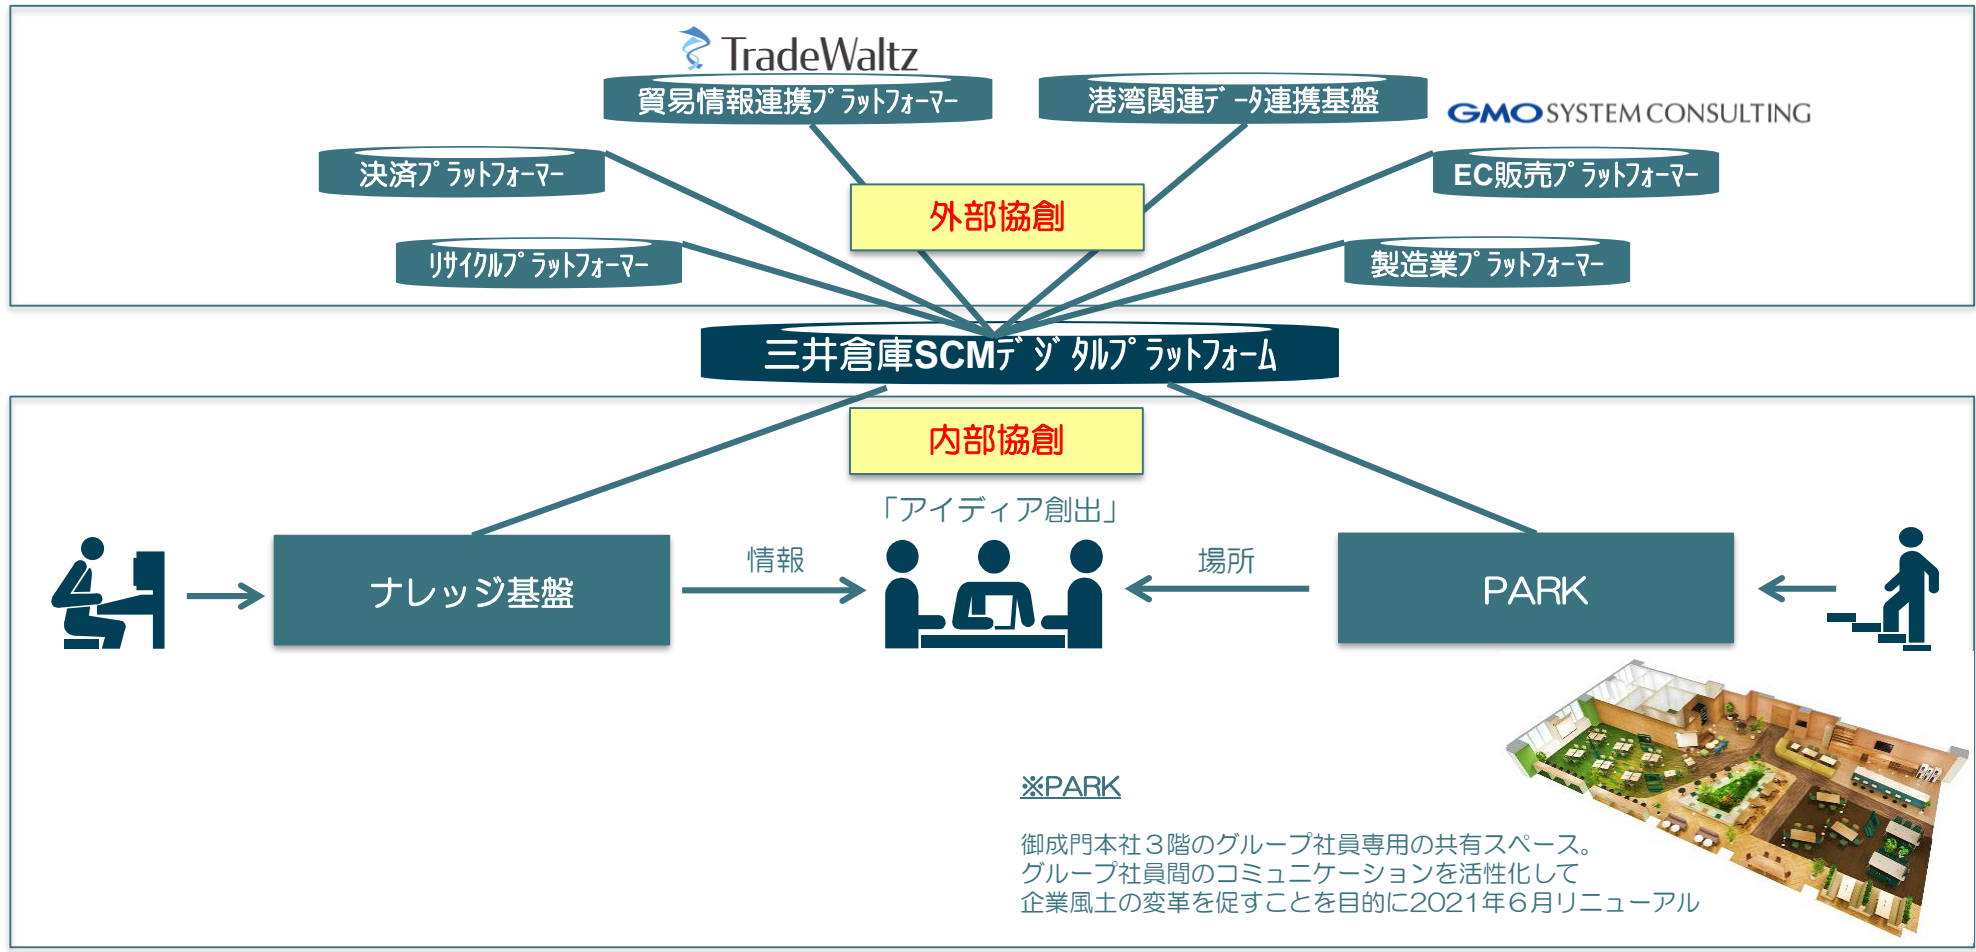 TradeWaltz
貿易情報連携ﾌﾟﾗｯﾄﾌｫｰﾏｰ
港湾関連ﾃﾞｰﾀ連携基盤
GMO SYSTEM CONSULTING
決済ﾌﾟﾗｯﾄﾌｫｰﾏｰ
EC販売ﾌﾟﾗｯﾄﾌｫｰﾏｰ
外部協創
ﾘｻｲｸﾙﾌﾟﾗｯﾄﾌｫｰﾏｰ
製造業ﾌﾟﾗｯﾄﾌｫｰﾏｰ
三井倉庫SCMﾃﾞｼﾞﾀﾙﾌﾟﾗｯﾄﾌｫｰﾑ
内部協創
「アイディア創出」
情報
場所
ナレッジ基盤
PARK
※PARK
御成門本社３階のグループ社員専用の共有スペース。
グループ社員間のコミュニケーションを活性化して
企業風土の変革を促すことを目的に2021年６月リニューアル